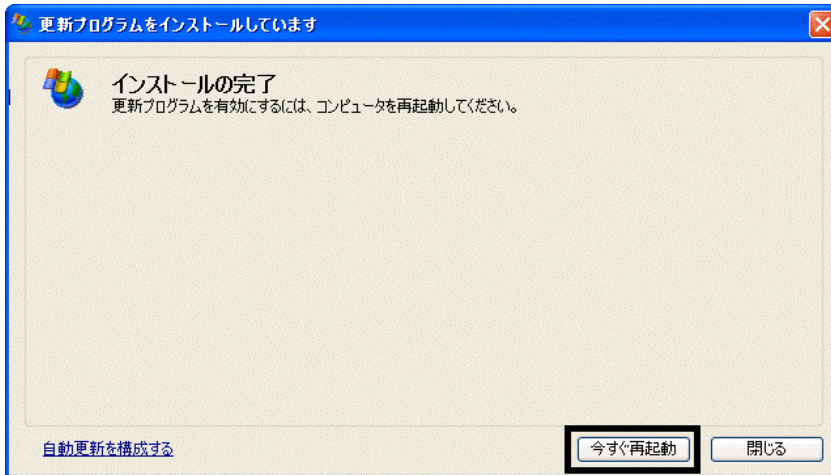 更新プログラムをインストールしています
インストールの完了
更新プログラムを有効にするには、コンピュータを再起動してください。
自動更新を構成する
今すぐ再起動
閉じる